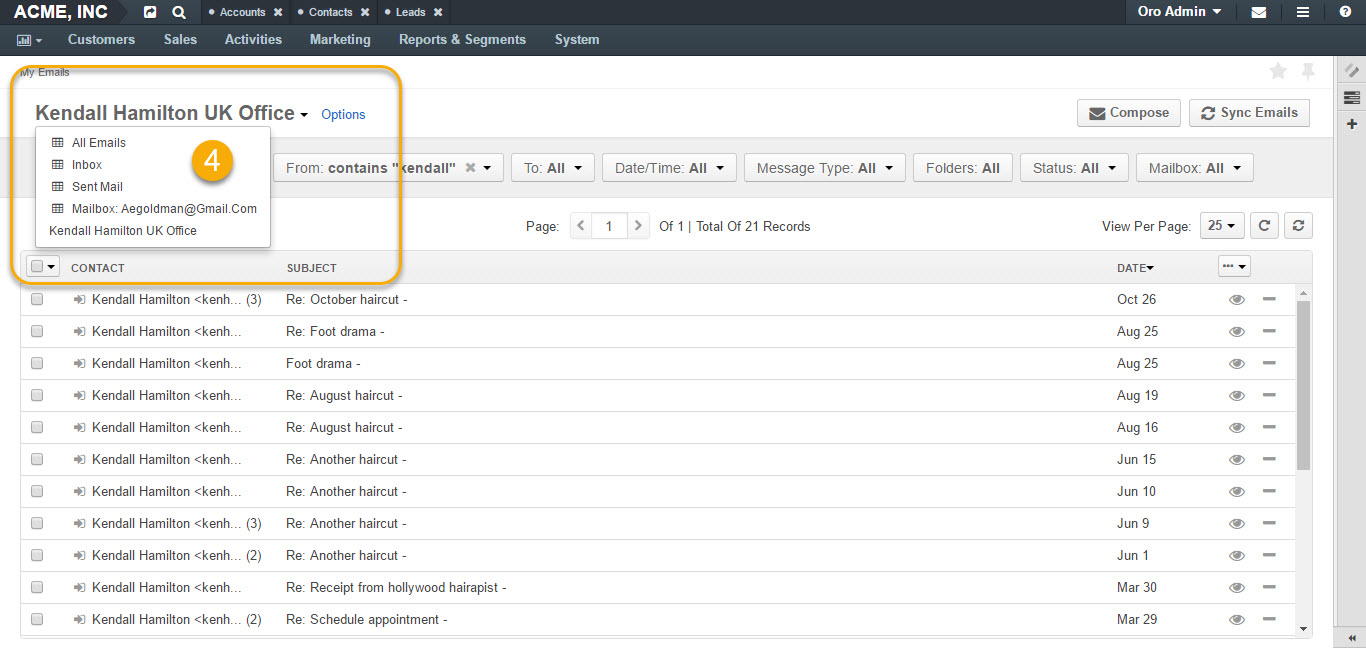 ACME, INC Accounts Contacts Leads Oro Admin
Customers Sales Activities Marketing Reports & Segments System
My Emails
Kendall Hamilton UK Office Options Compose Sync Emails
All Emails
Inbox
Sent Mail
Mailbox: Aegoldman@Gmail.Com
Kendall Hamilton UK Office
4
From: contains "kendall" To: All Date/Time: All Message Type: All Folders: All Status: All Mailbox: All
Page: 1 Of 1 | Total Of 21 Records View Per Page: 25
CONTACT SUBJECT DATE
Kendall Hamilton <kenh... (3) Re: October haircut - Oct 26
Kendall Hamilton <kenh... Re: Foot drama - Aug 25
Kendall Hamilton <kenh... Foot drama - Aug 25
Kendall Hamilton <kenh... Re: August haircut - Aug 19
Kendall Hamilton <kenh... Re: August haircut - Aug 16
Kendall Hamilton <kenh... Re: Another haircut - Jun 15
Kendall Hamilton <kenh... Re: Another haircut - Jun 10
Kendall Hamilton <kenh... (3) Re: Another haircut - Jun 9
Kendall Hamilton <kenh... (2) Re: Another haircut - Jun 1
Kendall Hamilton <kenh... Re: Receipt from hollywood hairapist - Mar 30
Kendall Hamilton <kenh... (2) Re: Schedule appointment - Mar 29